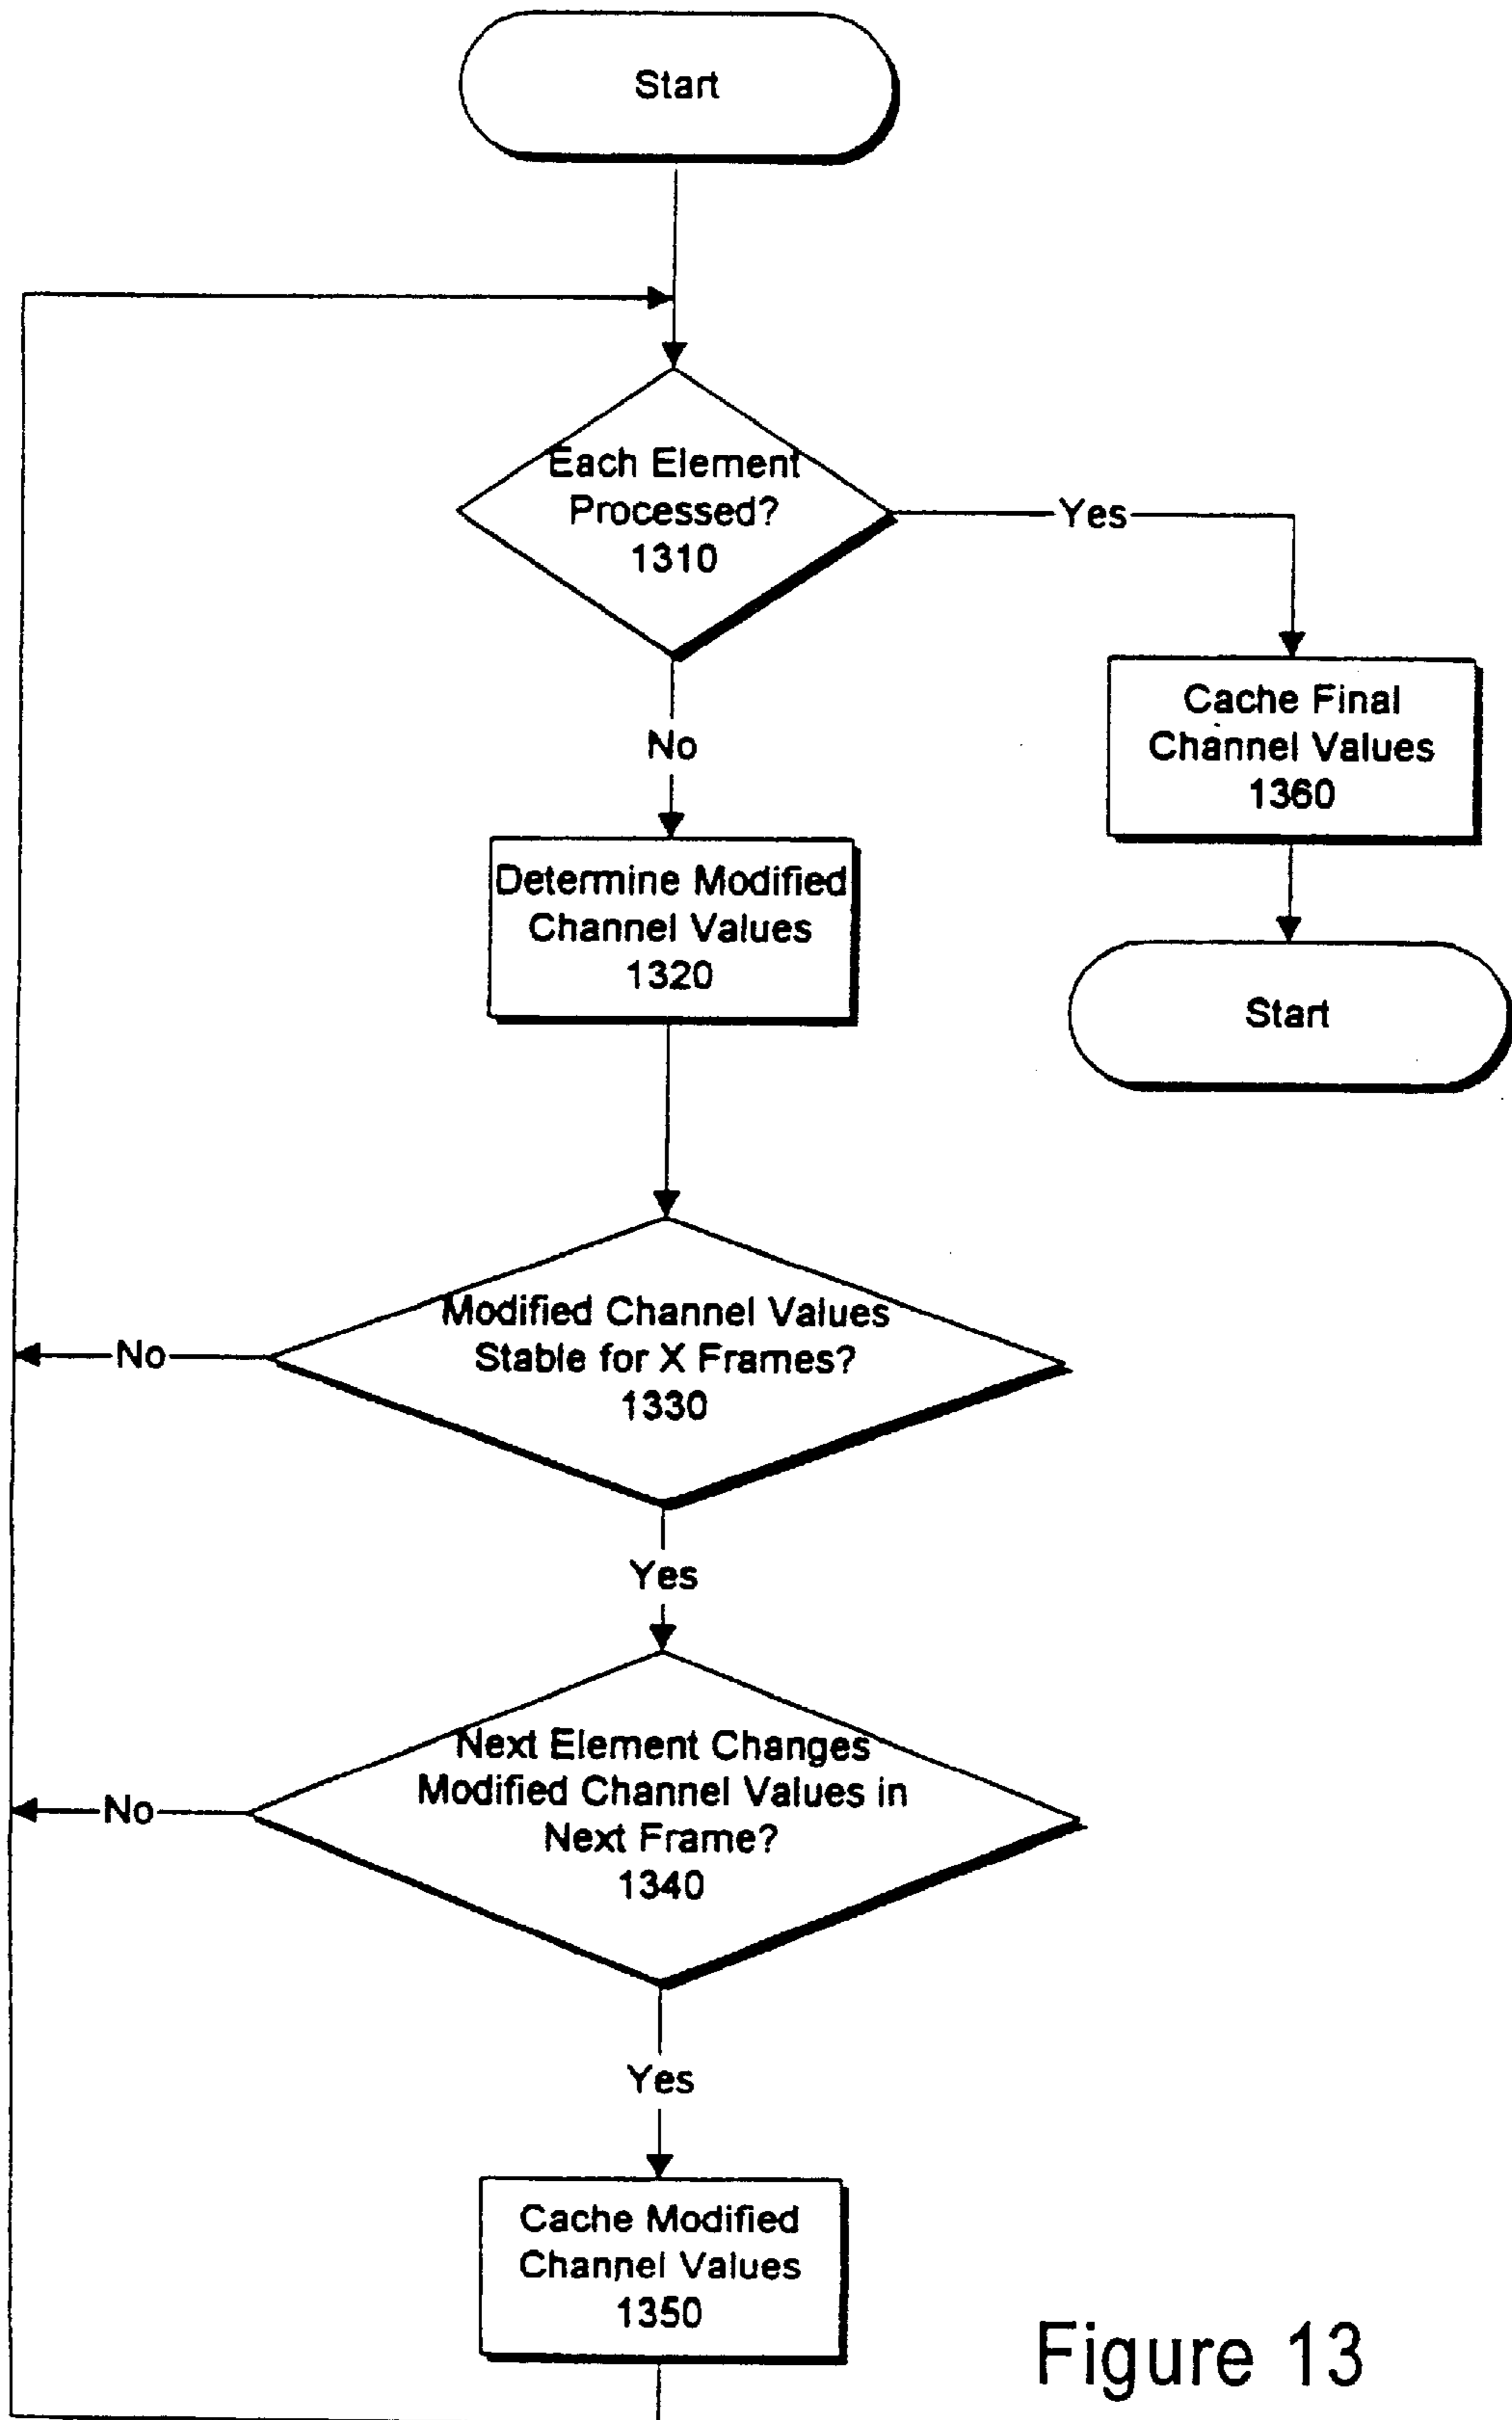 Start
Each Element
Processed?
1310
Yes
No
Cache Final
Channel Values
1360
Determine Modified
Channel Values
1320
Start
Modified Channel Values
Stable for X Frames?
1330
No
Yes
Next Element Changes
Modified Channel Values in
Next Frame?
1340
No
Yes
Cache Modified
Channel Values
1350
Figure 13